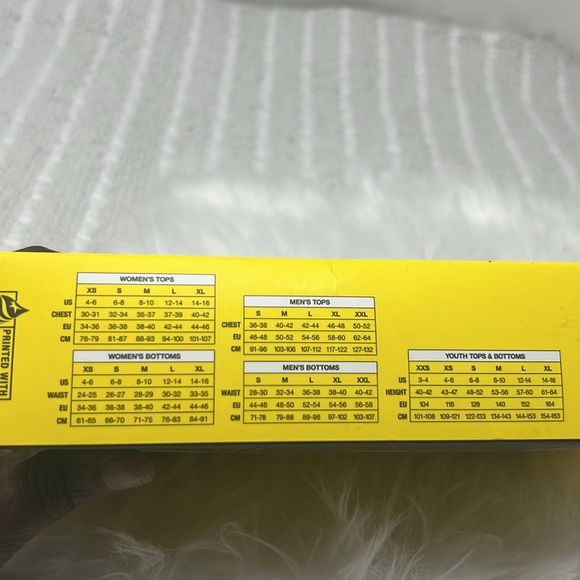 PRINTED WITH
WOMEN'S TOPS
XS S M L XL
US 4-6 6-8 8-10 12-14 14-16
CHEST 30-31 32-34 35-37 37-39 40-42
EU 34-36 36-38 38-40 42-44 44-46
CM 76-79 81-87 88-93 94-100 101-107
WOMEN'S BOTTOMS
XS S M L XL
US 4-6 6-8 8-10 12-14 14-16
WAIST 24-25 26-27 28-29 30-32 33-35
EU 34-36 36-38 38-40 42-44 44-46
CM 61-65 66-70 71-75 76-83 84-91
MEN'S TOPS
S M L XL XXL
CHEST 36-38 40-42 42-44 46-48 50-52
EU 46-48 50-52 54-56 58-60 62-64
CM 91-96 103-106 107-112 117-122 127-132
MEN'S BOTTOMS
S M L XL XXL
WAIST 28-30 32-34 36-38 38-40 40-42
EU 44-46 48-50 52-54 54-56 56-58
CM 71-78 79-88 89-96 97-102 103-107
YOUTH TOPS & BOTTOMS
XXS XS S M L XL
US 3-4 4-6 6-8 8-10 12-14 14-16
HEIGHT 40-42 43-47 48-52 53-56 57-60 61-64
EU 104 116 128 140 152 164
CM 101-108 109-121 122-133 134-143 144-153 154-163